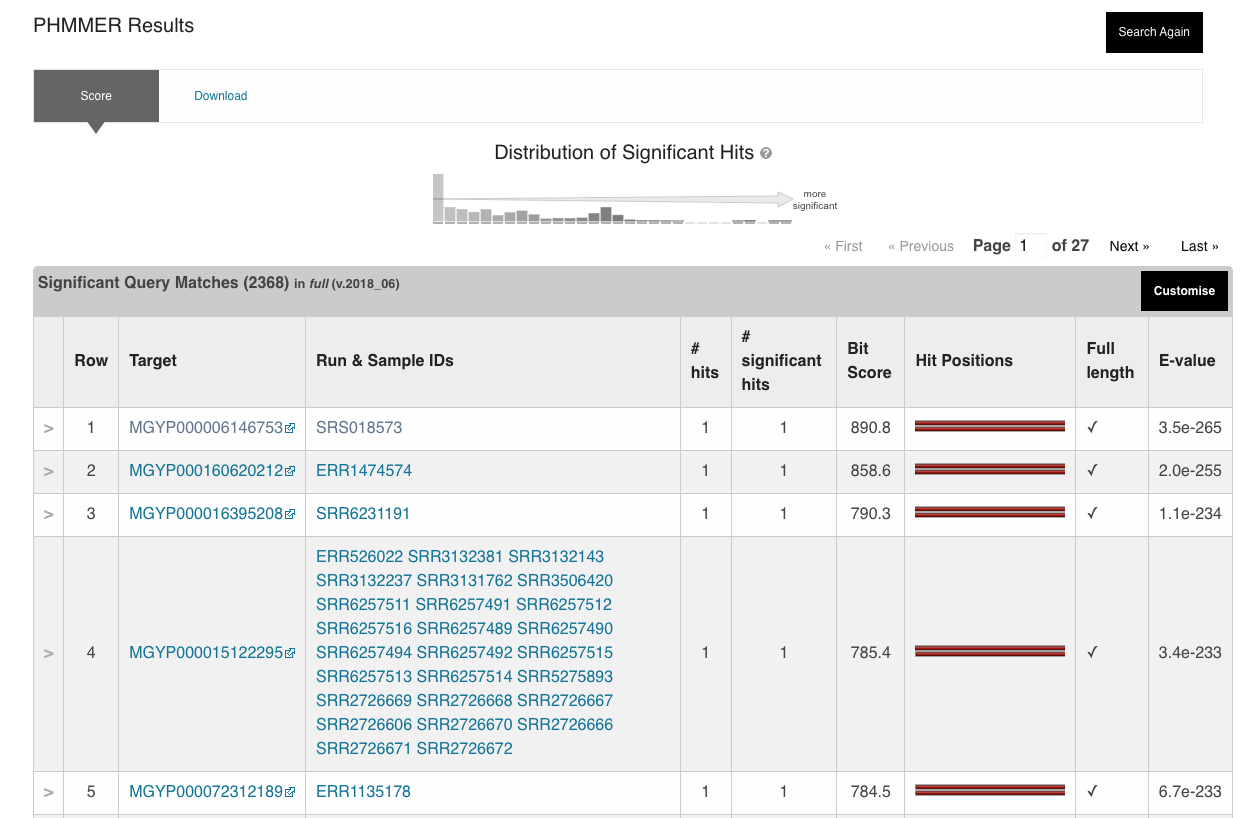 PHMMER Results
Search Again
Score
Download
Distribution of Significant Hits ?
more
significant
« First « Previous Page 1 of 27 Next » Last »
Significant Query Matches (2368) in full (v.2018_06)
Customise
Row Target Run & Sample IDs # hits # significant hits Bit Score Hit Positions Full length E-value
> 1 MGYP000006146753 SRS018573 1 1 890.8 ✓ 3.5e-265
> 2 MGYP000160620212 ERR1474574 1 1 858.6 ✓ 2.0e-255
> 3 MGYP000016395208 SRR6231191 1 1 790.3 ✓ 1.1e-234
ERR526022 SRR3132381 SRR3132143
SRR3132237 SRR3131762 SRR3506420
SRR6257511 SRR6257491 SRR6257512
SRR6257516 SRR6257489 SRR6257490
> 4 MGYP000015122295 SRR6257494 SRR6257492 SRR6257515 1 1 785.4 ✓ 3.4e-233
SRR6257513 SRR6257514 SRR5275893
SRR2726669 SRR2726668 SRR2726667
SRR2726606 SRR2726670 SRR2726666
SRR2726671 SRR2726672
> 5 MGYP000072312189 ERR1135178 1 1 784.5 ✓ 6.7e-233